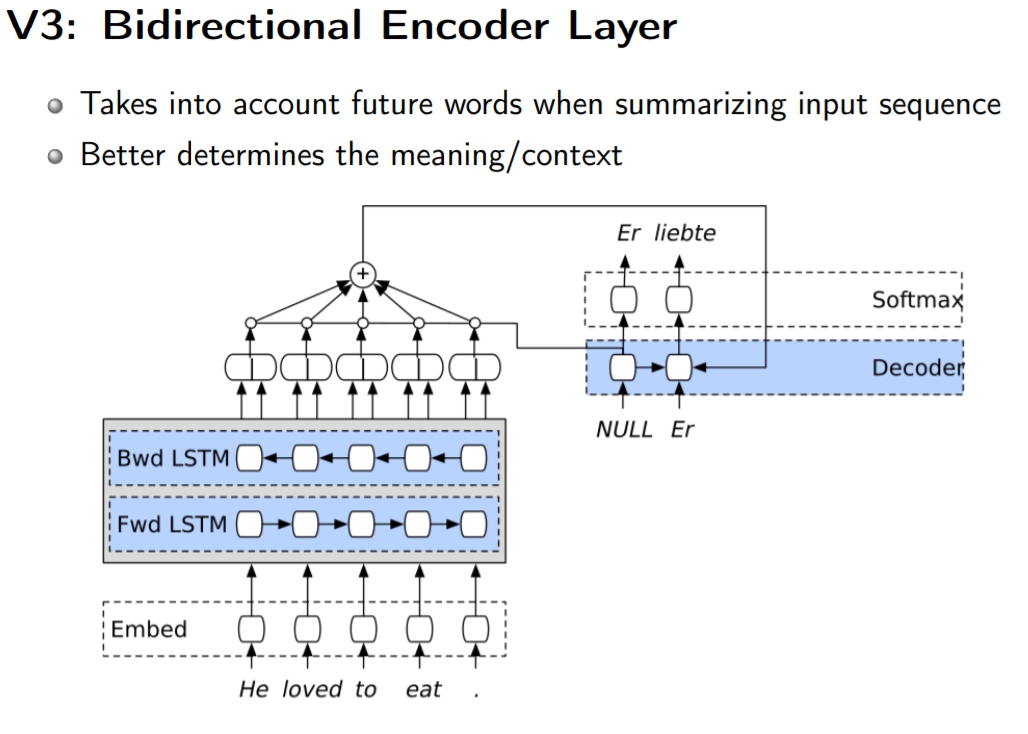 V3: Bidirectional Encoder Layer
Takes into account future words when summarizing input sequence
Better determines the meaning/context
Er liebte
Softmax
Decoder
NULL Er
+
Bwd LSTM
Fwd LSTM
Embed
He loved to eat .